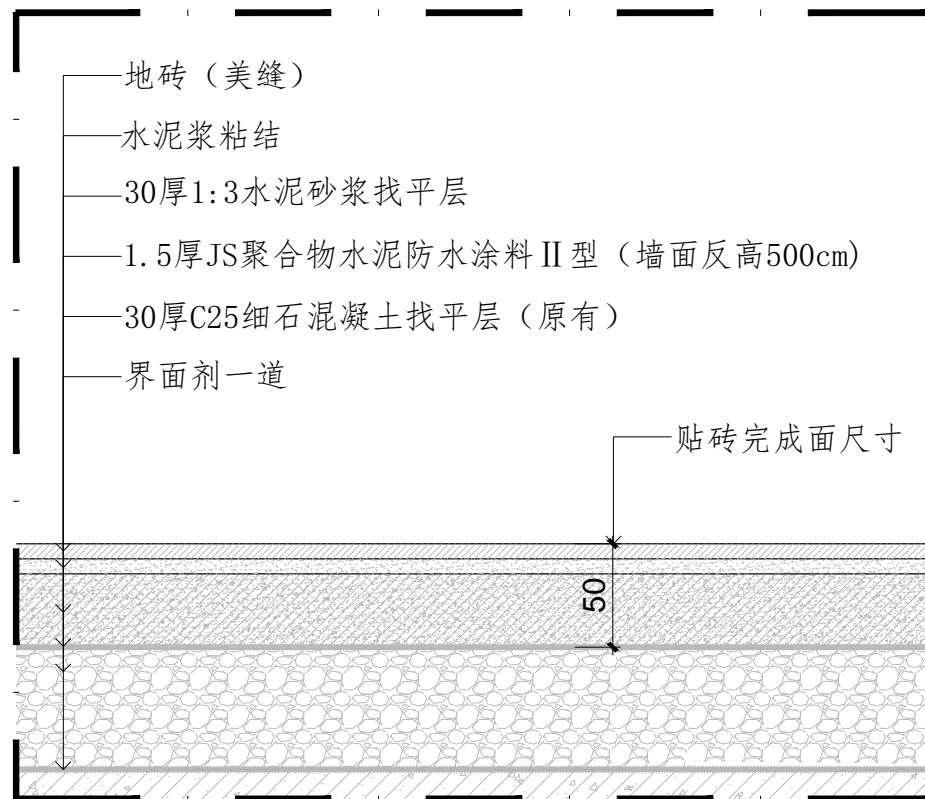 地砖（美缝）
水泥浆粘结
30厚1:3水泥砂浆找平层
1.5厚JS聚合物水泥防水涂料Ⅱ型（墙面反高500cm)
30厚C25细石混凝土找平层（原有）
界面剂一道
贴砖完成面尺寸
50